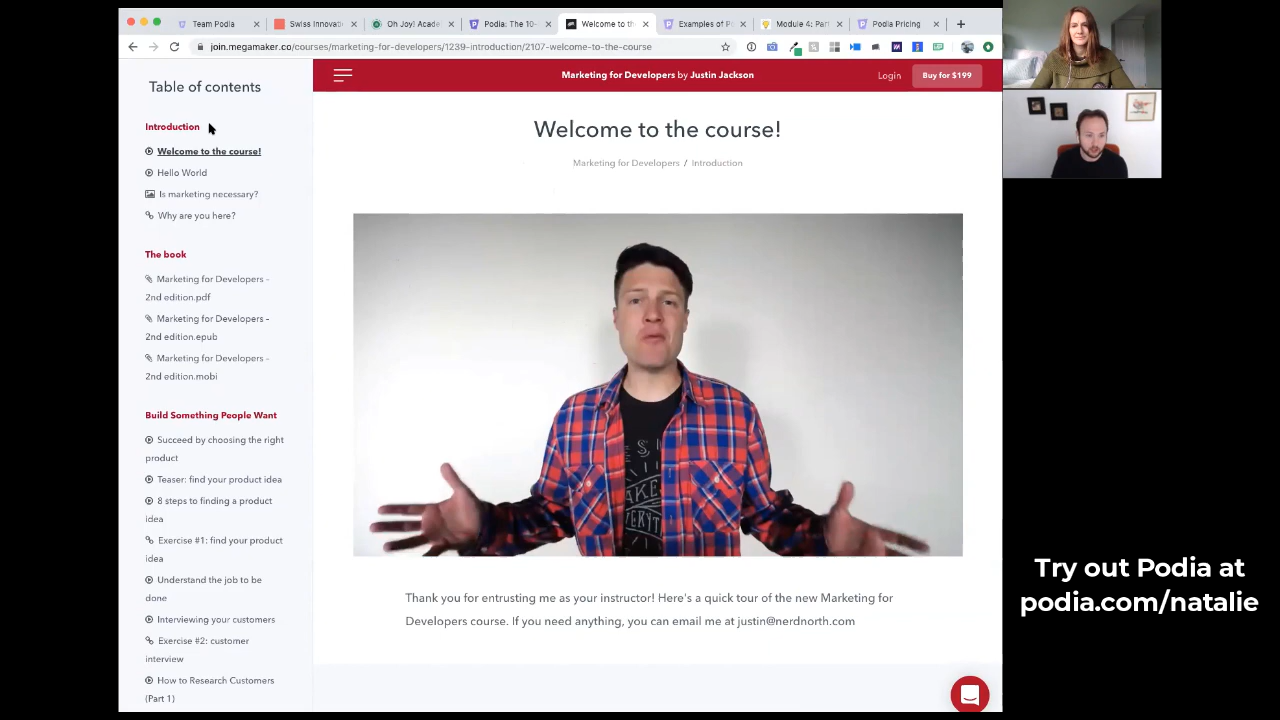 Team Podia
Swiss Innovati
Oh Joy! Acade
Podia: The 10-
Welcome to th
Examples of P
Module 4: Par
Podia Pricing
join.megamaker.co/courses/marketing-for-developers/1239-introduction/2107-welcome-to-the-course
Table of contents
Introduction
Welcome to the course!
Hello World
Is marketing necessary?
Why are you here?
The book
Marketing for Developers -
2nd edition.pdf
Marketing for Developers -
2nd edition.epub
Marketing for Developers -
2nd edition.mobi
Build Something People Want
Succeed by choosing the right
product
Teaser: find your product idea
8 steps to finding a product
idea
Exercise #1: find your product
idea
Understand the job to be
done
Interviewing your customers
Exercise #2: customer
interview
How to Research Customers
(Part 1)
Marketing for Developers by Justin Jackson
Login
Buy for $199
Welcome to the course!
Marketing for Developers / Introduction
Thank you for entrusting me as your instructor! Here's a quick tour of the new Marketing for
Developers course. If you need anything, you can email me at justin@nerdnorth.com
Try out Podia at
podia.com/natalie